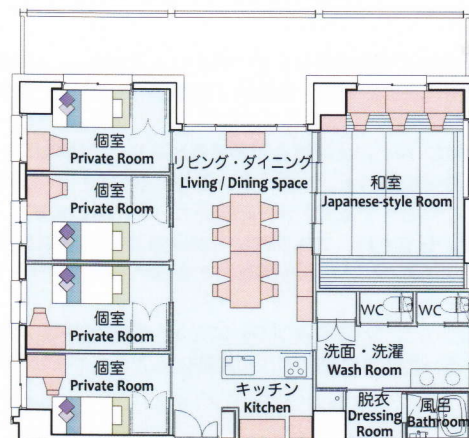 個室
Private Room
個室
Private Room
個室
Private Room
個室
Private Room
リビング・ダイニング
Living / Dining Space
キッチン
Kitchen
和室
Japanese-style Room
WC
WC
洗面・洗濯
Wash Room
脱衣
Dressing
Room
風呂
Bathroom